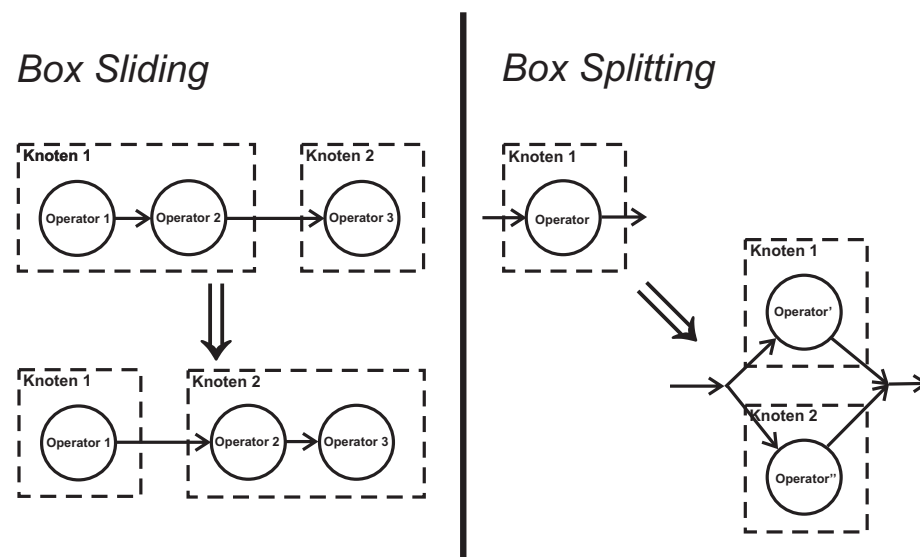 Box Sliding
Knoten 1
Knoten 2
Operator 1
Operator 2
Operator 3
Knoten 1
Knoten 2
Operator 1
Operator 2
Operator 3
Box Splitting
Knoten 1
Operator
Knoten 1
Operator'
Knoten 2
Operator''